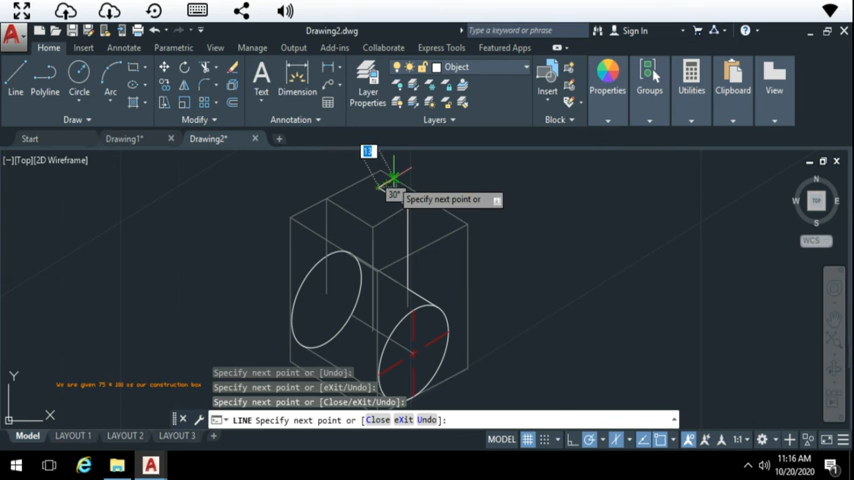 Drawing2.dwg
Type a keyword or phrase
Sign In
Home Insert Annotate Parametric View Manage Output Add-ins Collaborate Express Tools Featured Apps
Object
Line Polyline Circle Arc Text Dimension Layer Properties Insert Properties Groups Utilities Clipboard View
Draw Modify Annotation Layers Block
Start Drawing1* Drawing2*
[−][Top][2D Wireframe]
N
W TOP E
S
WCS
30° Specify next point or
Y
X
We are given 75 × 100 as our construction box
Specify next point or [Undo]:
Specify next point or [eXit/Undo]:
Specify next point or [Close/eXit/Undo]:
LINE Specify next point or [Close eXit Undo]:
Model LAYOUT 1 LAYOUT 2 LAYOUT 3 + MODEL 1:1
11:16 AM
10/20/2020